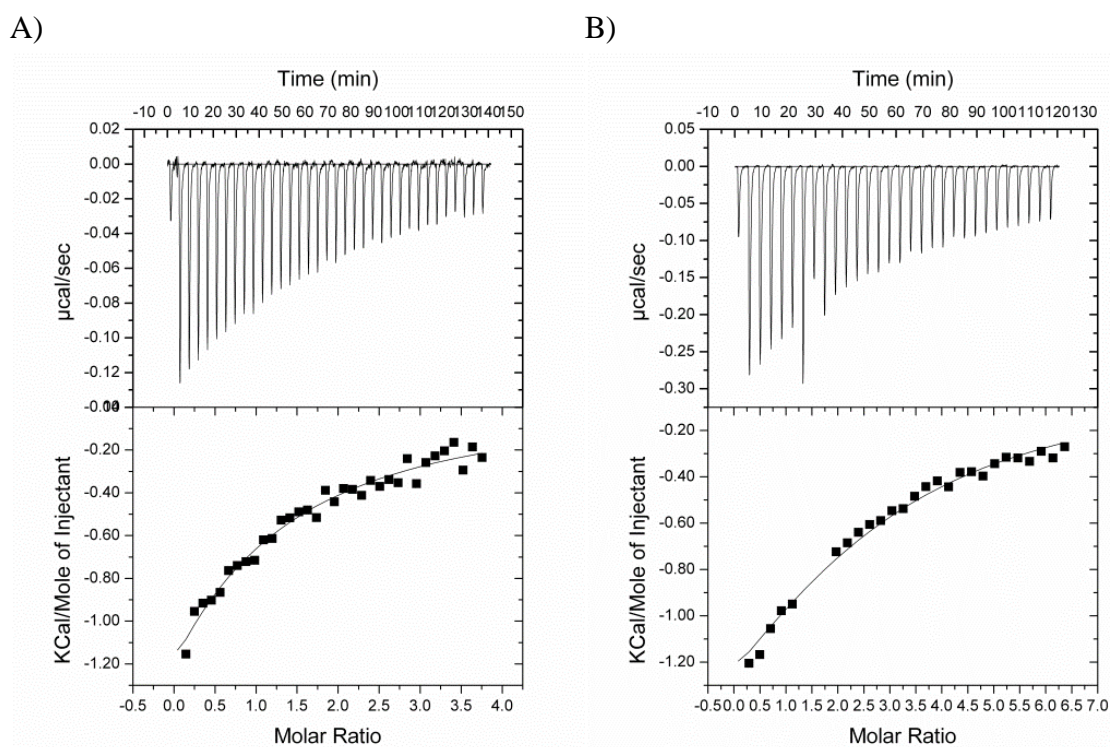 A)
B)
Time (min)
-10 0 10 20 30 40 50 60 70 80 90 100 110 120 130 140 150
0.02
0.00
-0.02
-0.04
-0.06
-0.08
-0.10
-0.12
µcal/sec
-0.20
-0.40
-0.60
-0.80
-1.00
-1.20
KCal/Mole of Injectant
-0.5 0.0 0.5 1.0 1.5 2.0 2.5 3.0 3.5 4.0
Molar Ratio
Time (min)
-10 0 10 20 30 40 50 60 70 80 90 100 110 120 130
0.05
0.00
-0.05
-0.10
-0.15
-0.20
-0.25
-0.30
µcal/sec
-0.20
-0.40
-0.60
-0.80
-1.00
-1.20
KCal/Mole of Injectant
-0.5 0.0 0.5 1.0 1.5 2.0 2.5 3.0 3.5 4.0 4.5 5.0 5.5 6.0 6.5 7.0
Molar Ratio